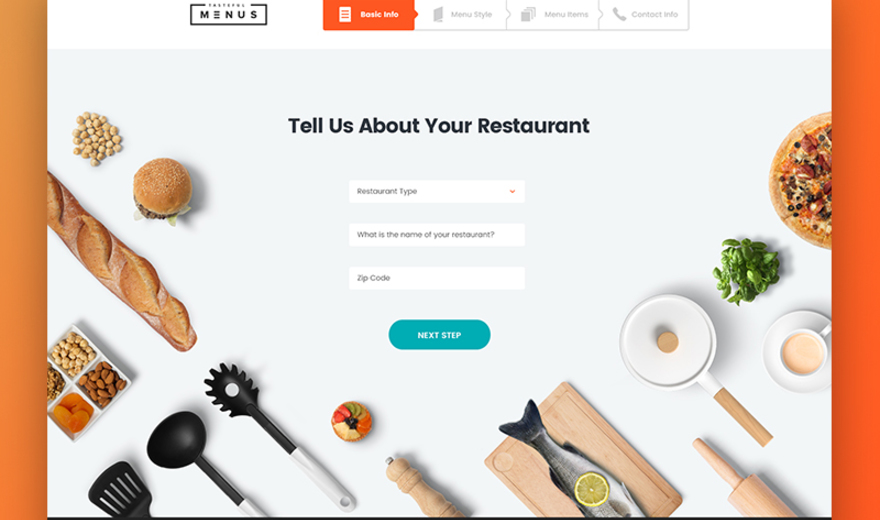 TASTEFUL
MENUS
Basic Info
Menu Style
Menu Items
Contact Info
Tell Us About Your Restaurant
Restaurant Type
What is the name of your restaurant?
Zip Code
NEXT STEP